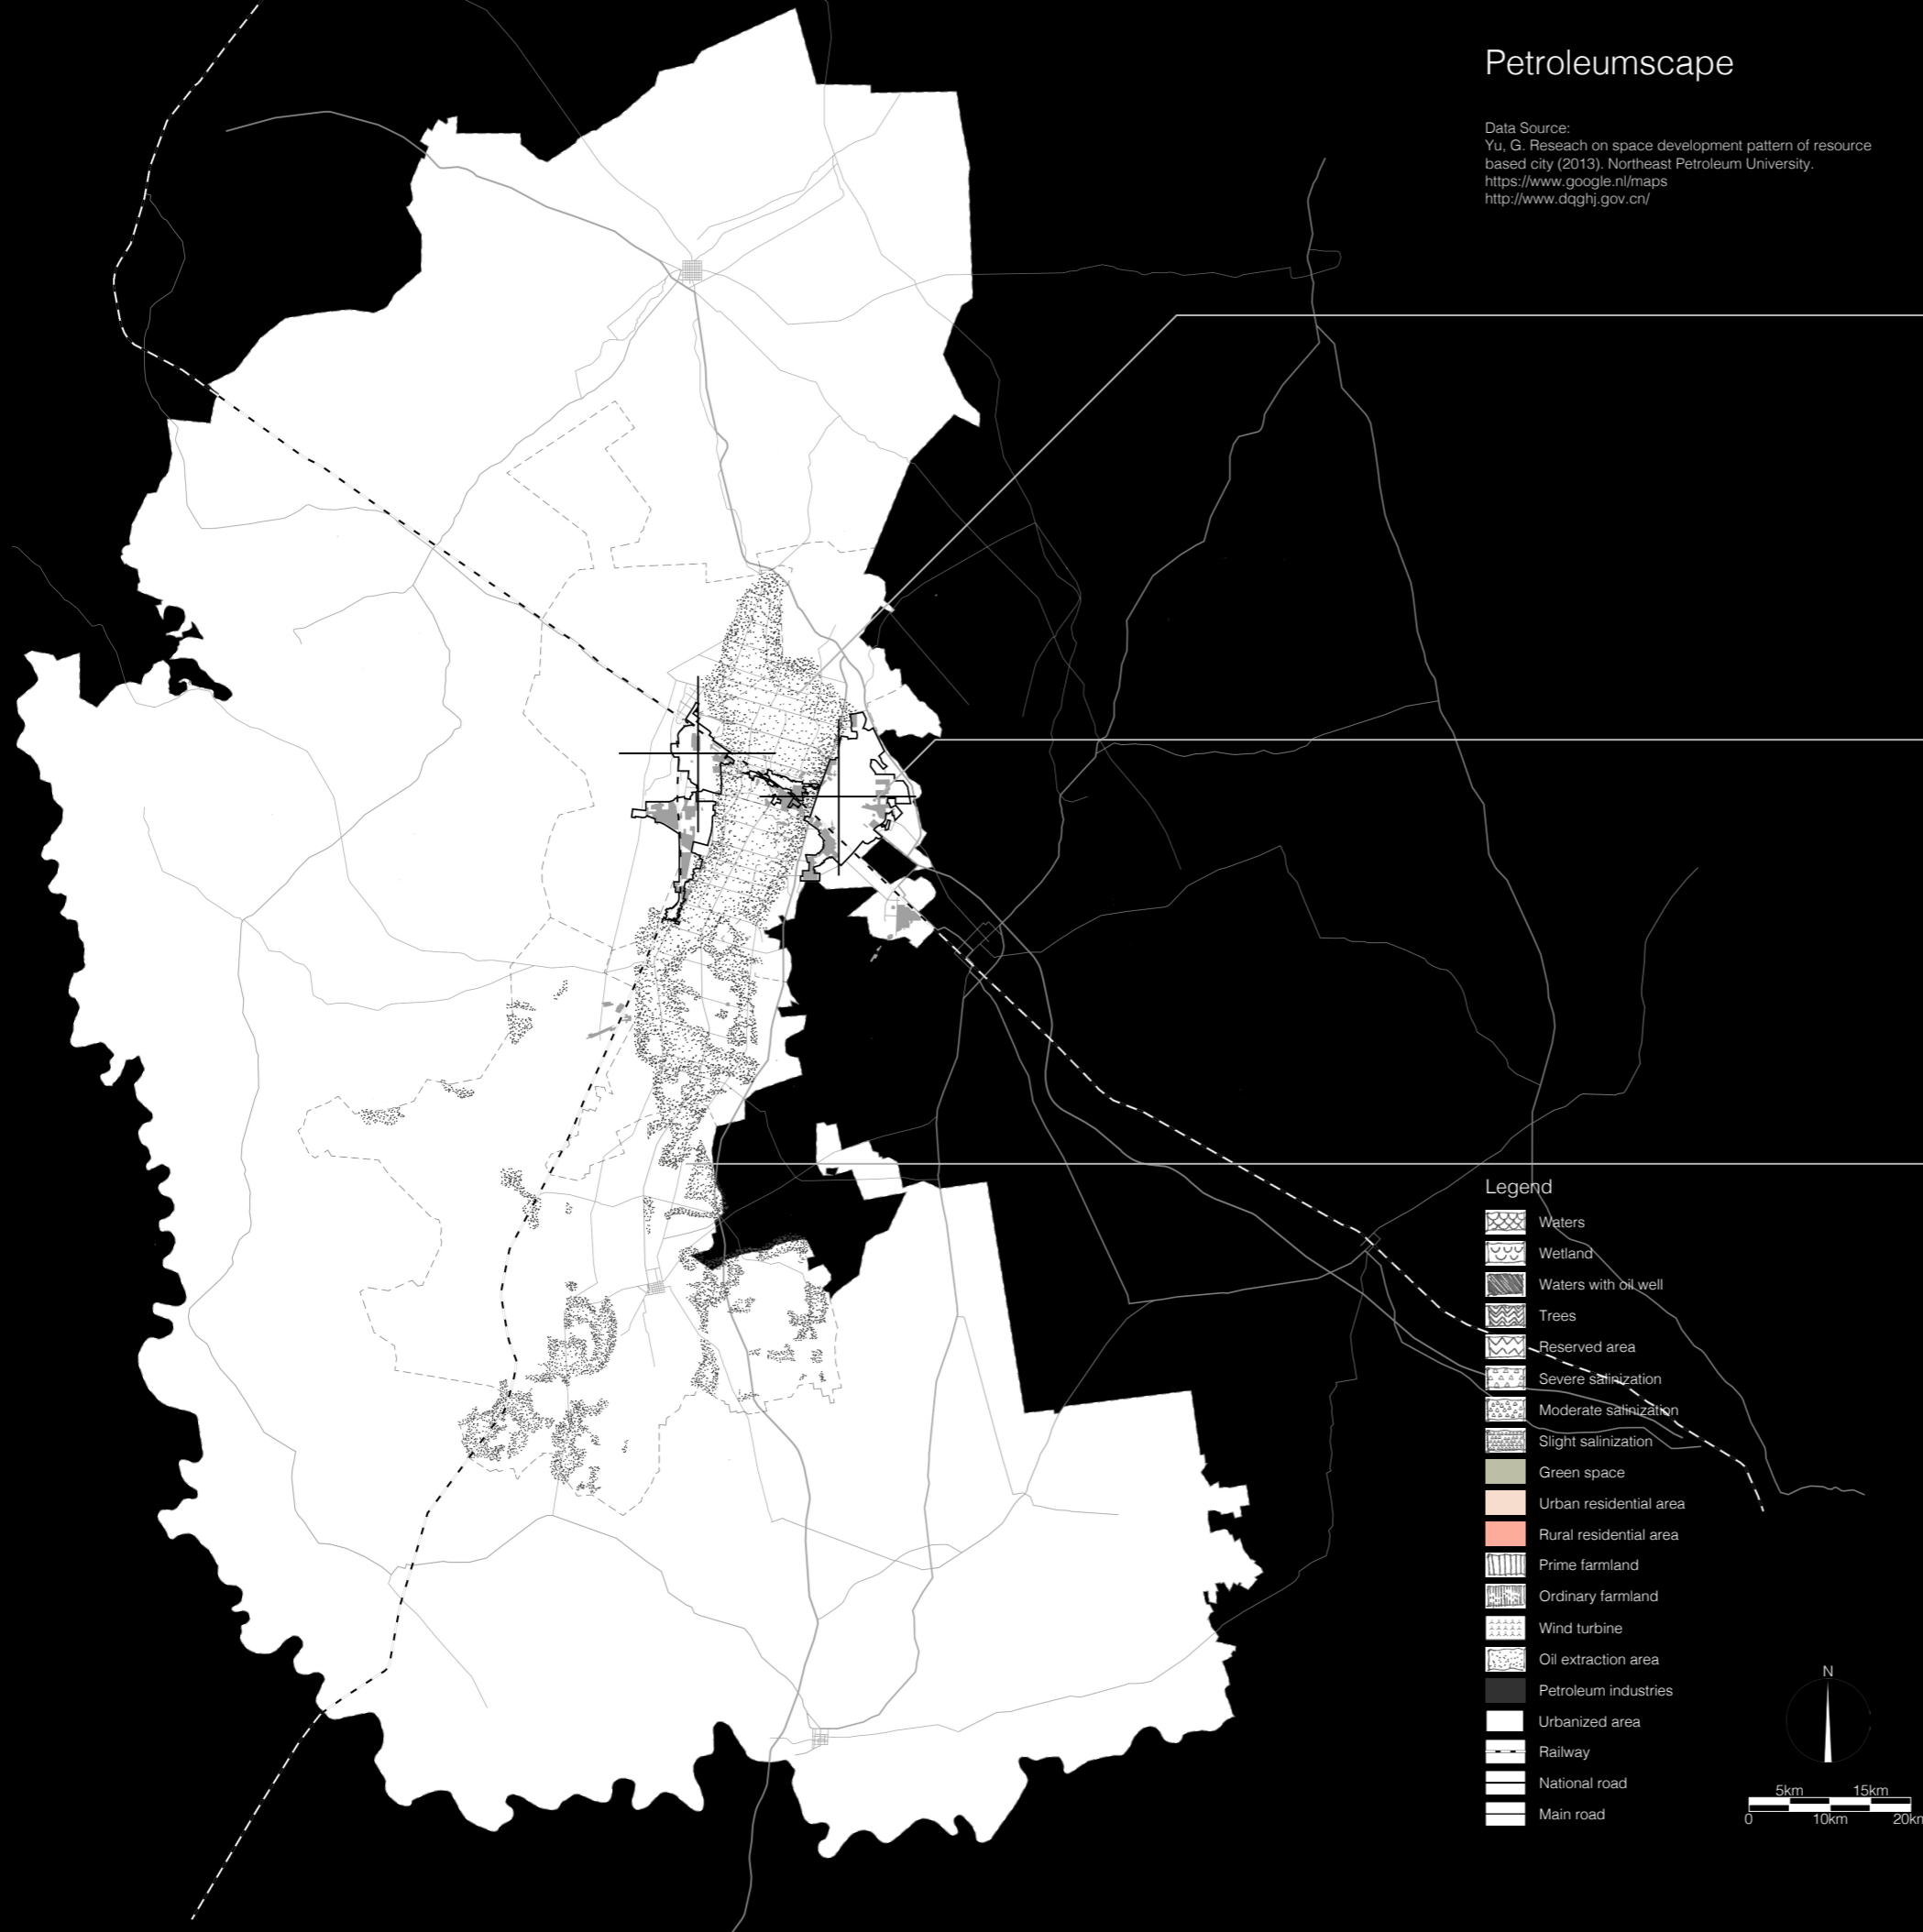 Petroleumscape
Data Source:
Yu, G. Reseach on space development pattern of resource
based city (2013). Northeast Petroleum University.
https://www.google.nl/maps
http://www.dqghj.gov.cn/
Legend
Waters
Wetland
Waters with oil well
Trees
Reserved area
Severe salinization
Moderate salinization
Slight salinization
Green space
Urban residential area
Rural residential area
Prime farmland
Ordinary farmland
Wind turbine
Oil extraction area
Petroleum industries
Urbanized area
Railway
National road
Main road
N
5km 15km
0 10km 20km